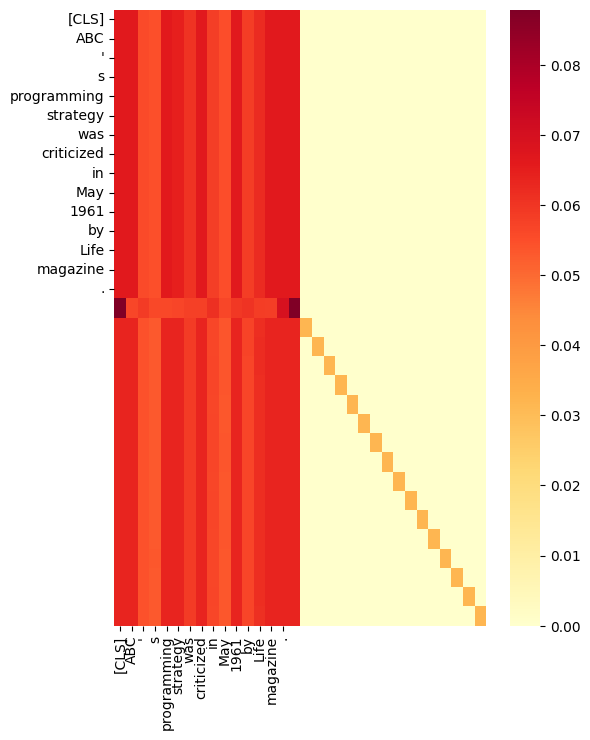 [CLS]
ABC
'
s
programming
strategy
was
criticized
in
May
1961
by
Life
magazine
.
[CLS]
ABC
'
s
programming
strategy
was
criticized
in
May
1961
by
Life
magazine
.
0.08
0.07
0.06
0.05
0.04
0.03
0.02
0.01
0.00